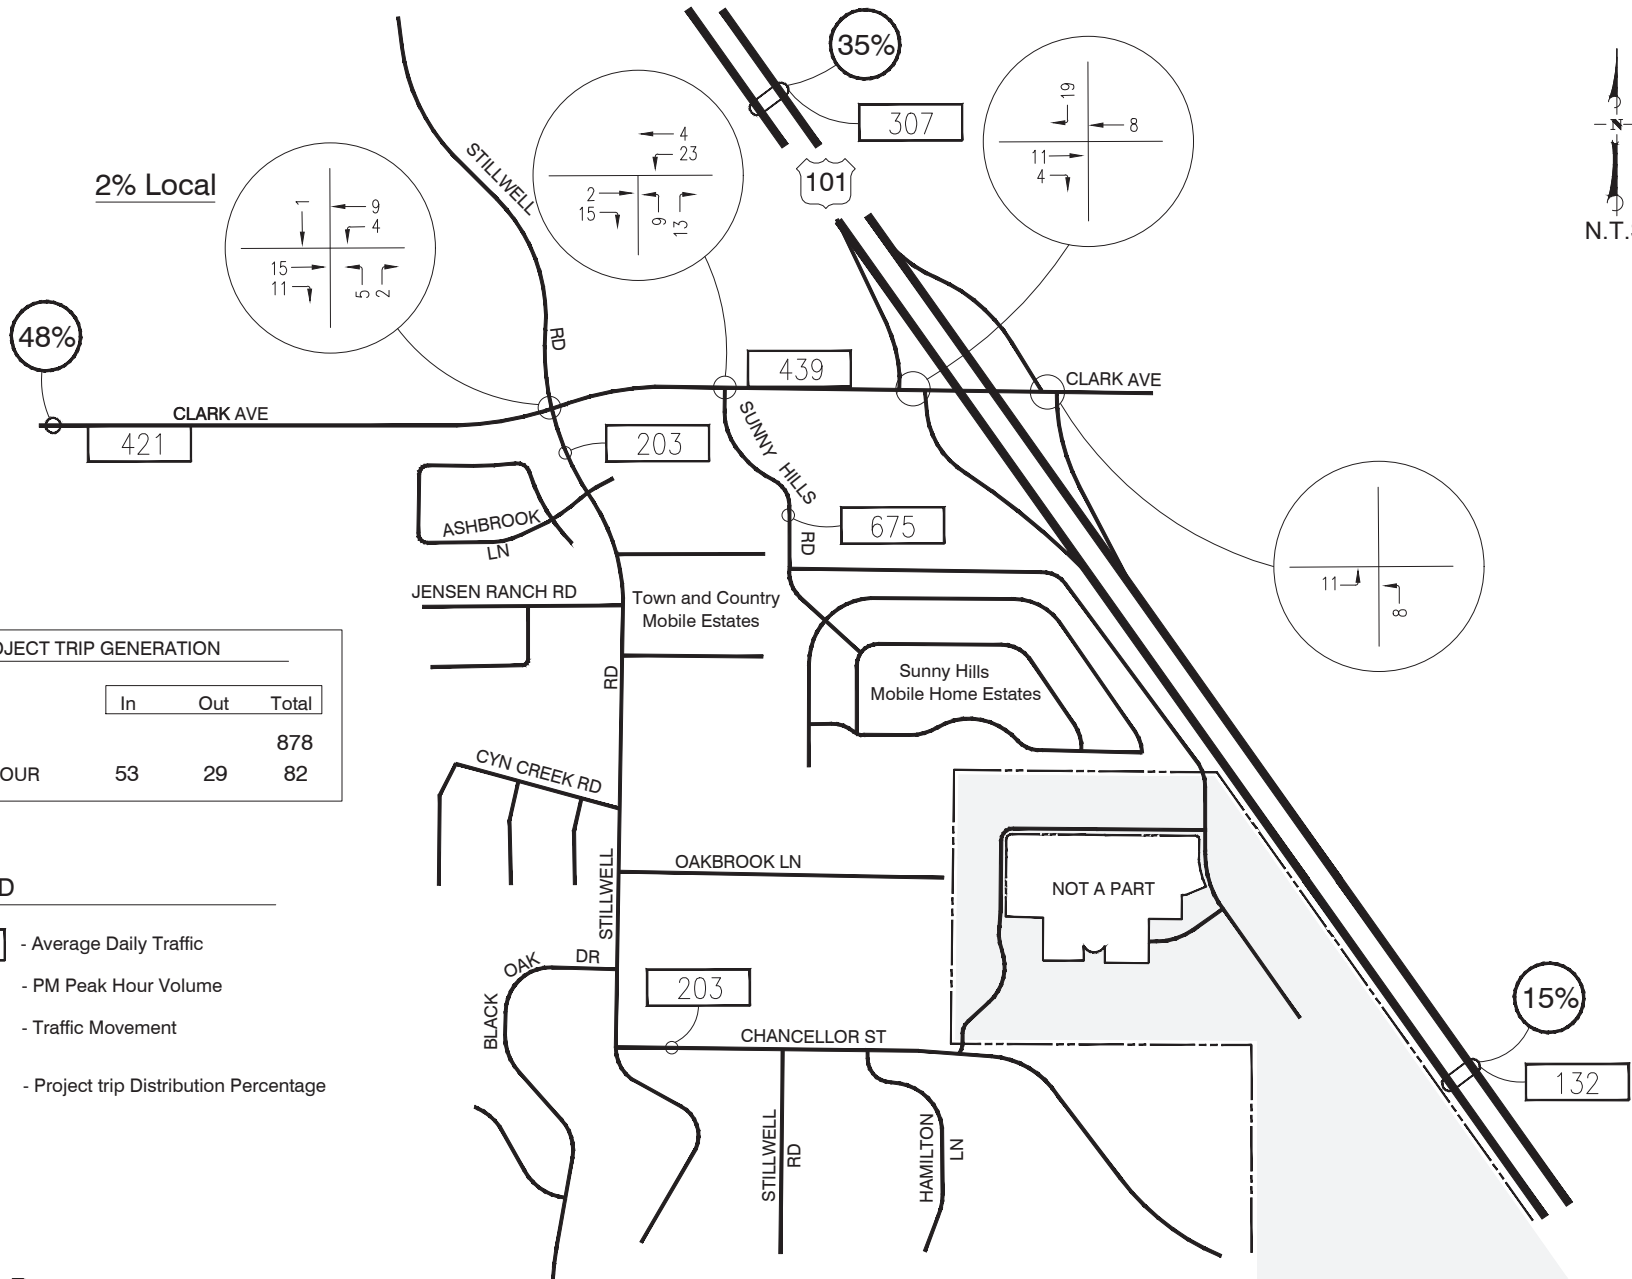 35%
307
19
8
11
4
N
N.T.
2% Local
1
9
4
15
11
5
2
4
23
2
15
9
13
STILLWELL
RD
101
48%
CLARK AVE
421
439
CLARK AVE
203
SUNNY HILLS
RD
675
ASHBROOK
LN
11
8
JENSEN RANCH RD
Town and Country
Mobile Estates
OJECT TRIP GENERATION
In Out Total
878
OUR 53 29 82
RD
Sunny Hills
Mobile Home Estates
CYN CREEK RD
STILLWELL
OAKBROOK LN
NOT A PART
D
- Average Daily Traffic
- PM Peak Hour Volume
- Traffic Movement
- Project trip Distribution Percentage
BLACK OAK DR
203
CHANCELLOR ST
15%
132
STILLWELL
RD
HAMILTON
LN